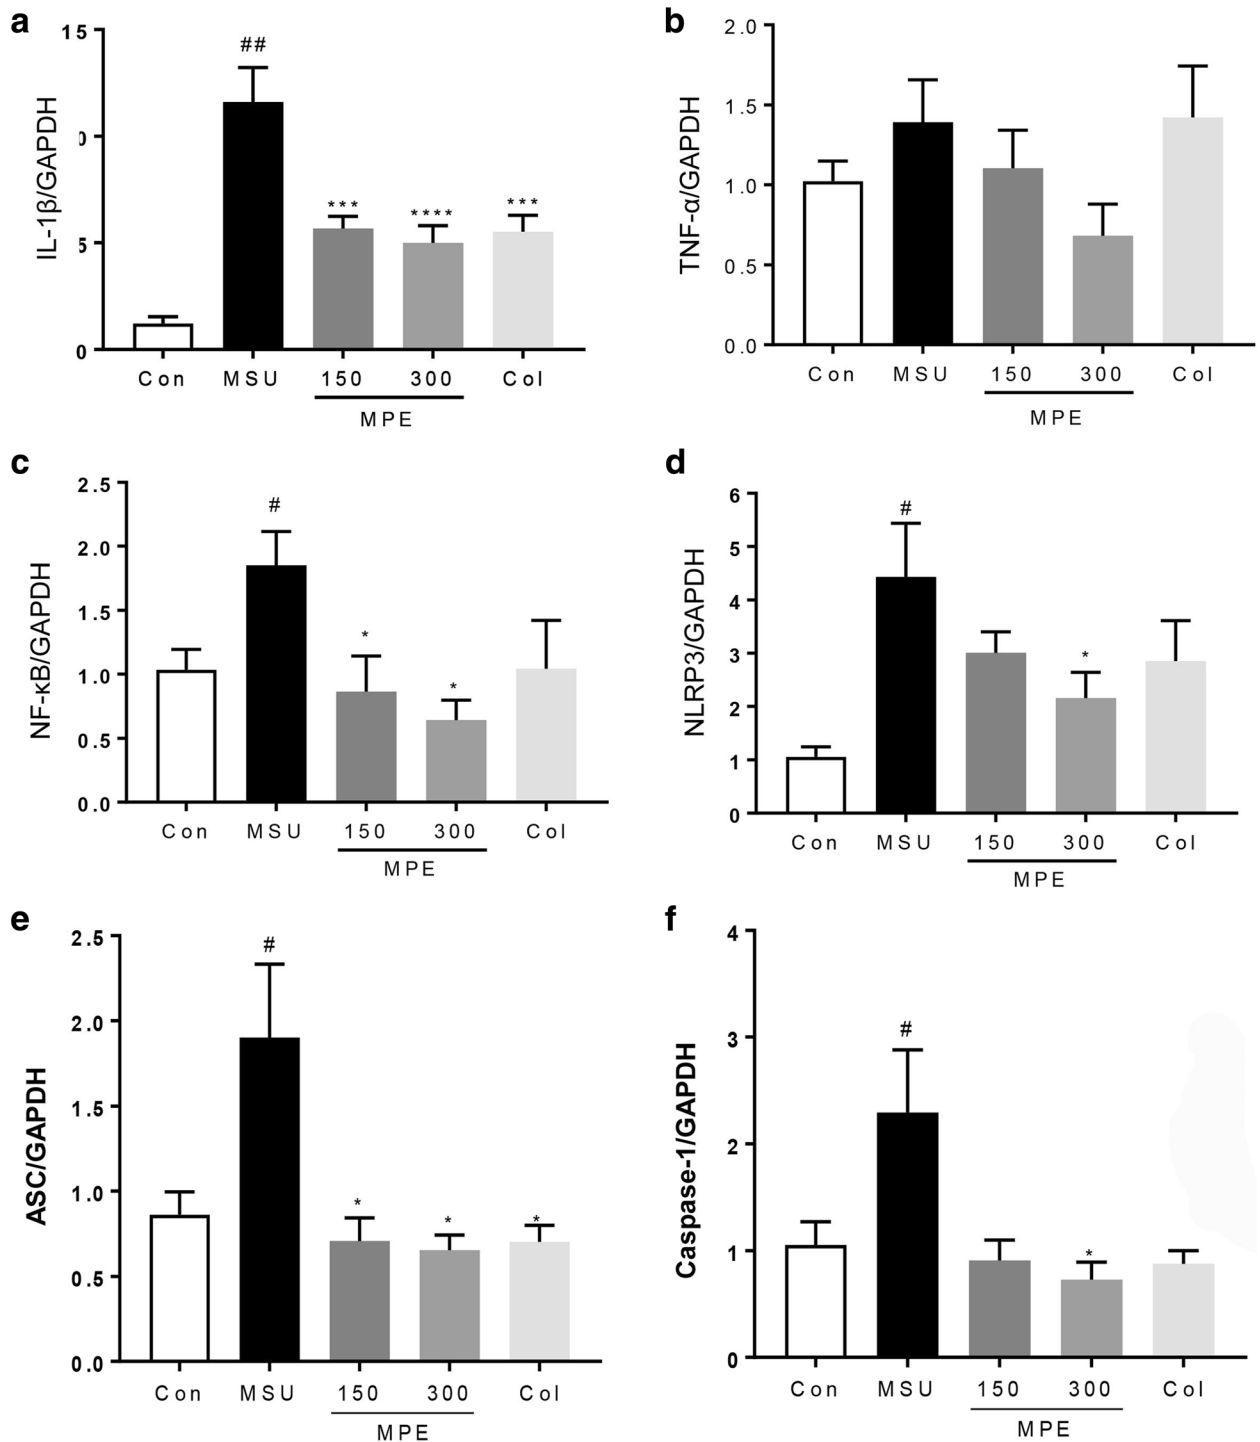 a
IL-1β/GAPDH
15
5
0
##
***
****
***
Con MSU 150 300 Col
MPE
b
TNF-α/GAPDH
2.0
1.5
1.0
0.5
0.0
Con MSU 150 300 Col
MPE
c
NF-κB/GAPDH
2.5
2.0
1.5
1.0
0.5
0.0
#
*
*
Con MSU 150 300 Col
MPE
d
NLRP3/GAPDH
6
5
4
3
2
1
0
#
*
Con MSU 150 300 Col
MPE
e
ASC/GAPDH
2.5
2.0
1.5
1.0
0.5
0.0
#
*
*
*
Con MSU 150 300 Col
MPE
f
Caspase-1/GAPDH
4
3
2
1
0
#
*
Con MSU 150 300 Col
MPE